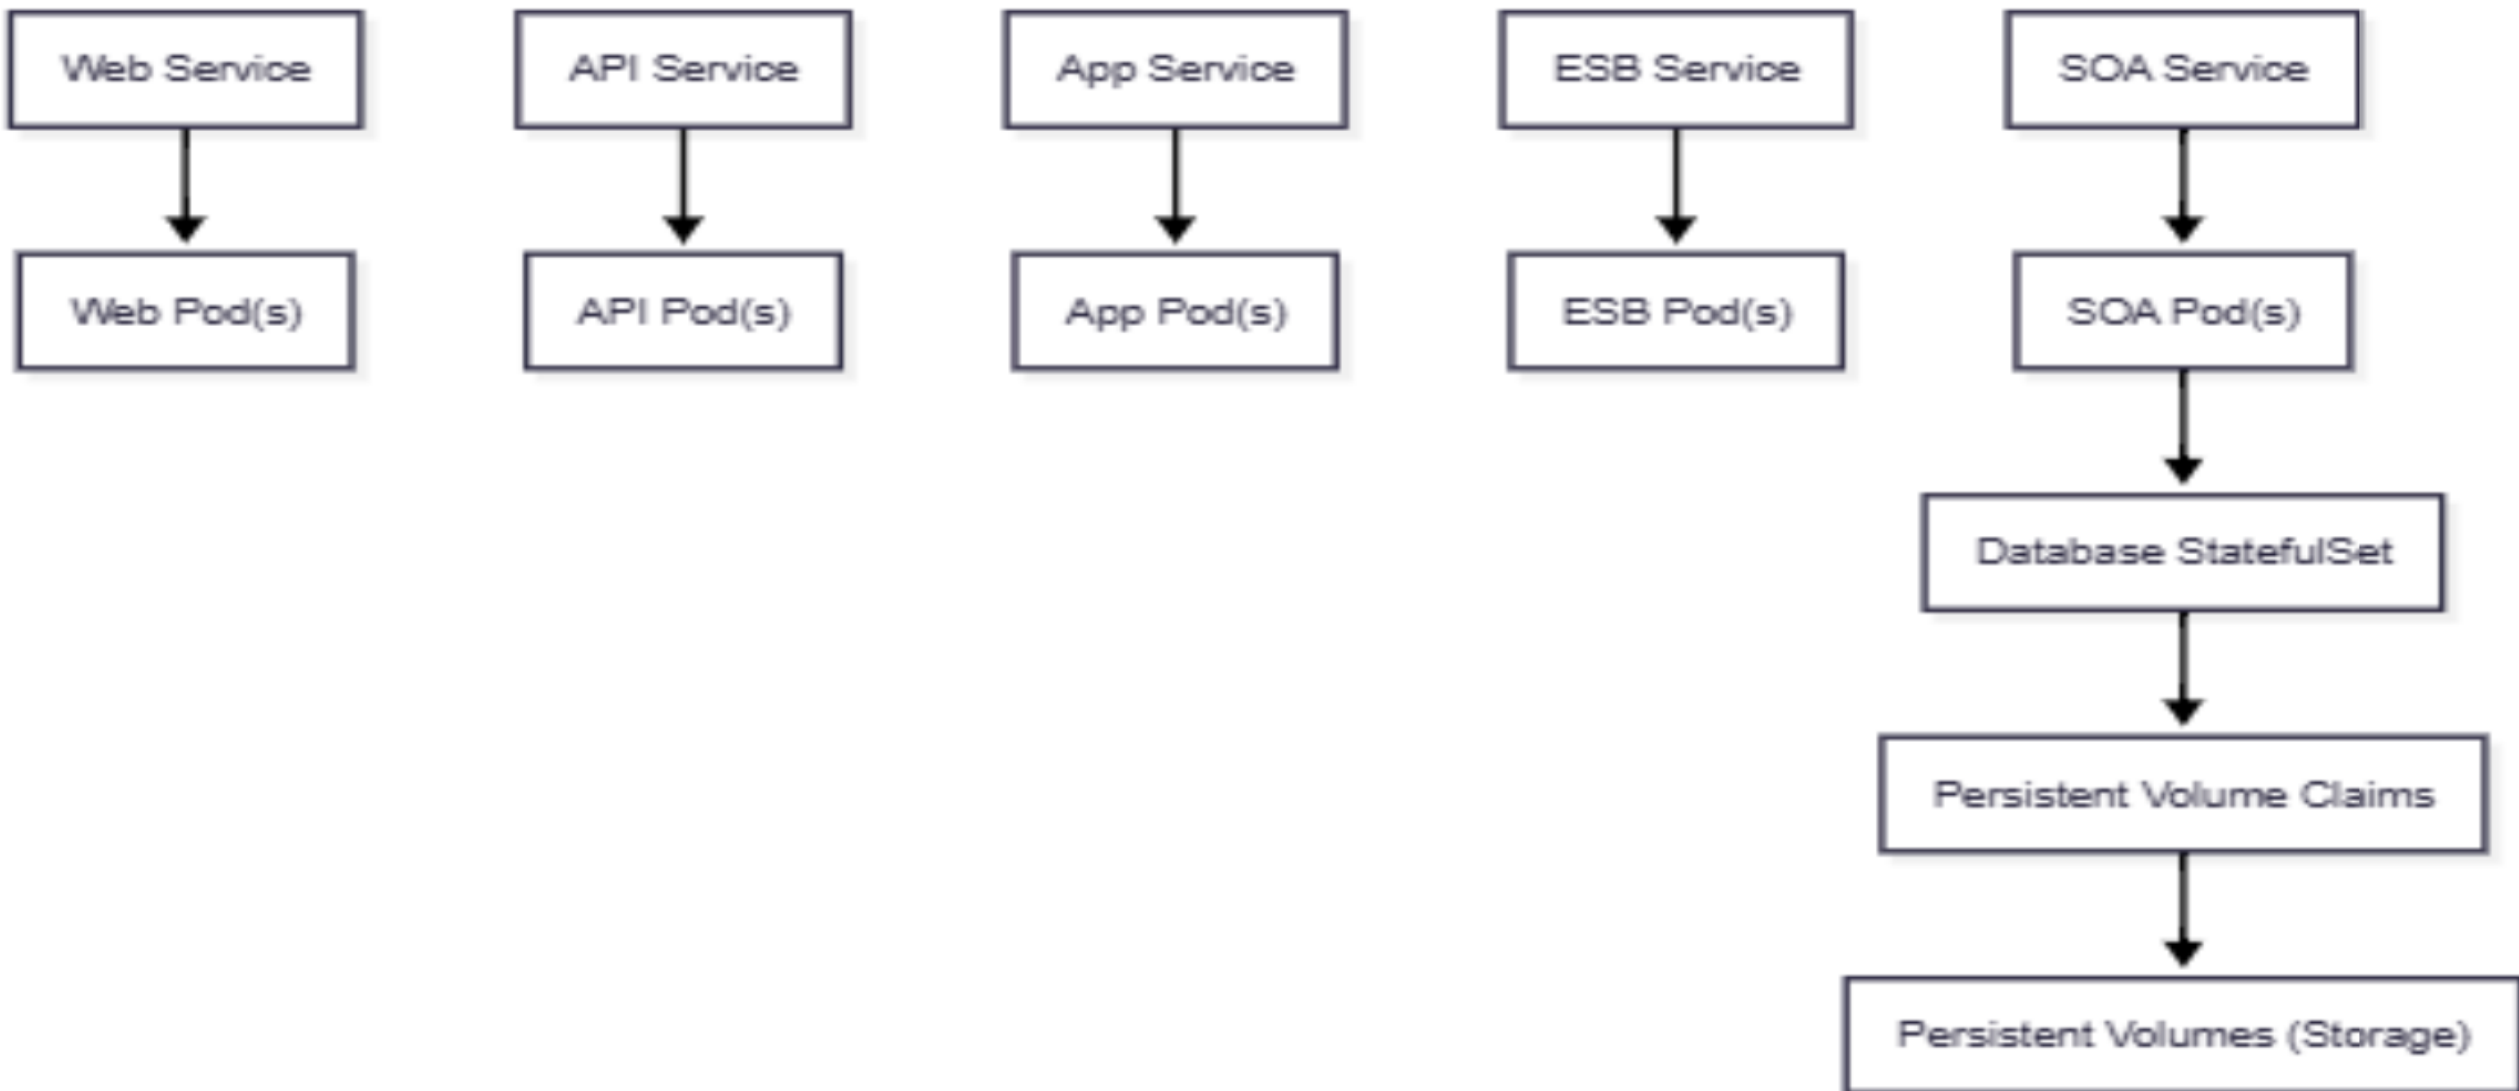 Web Service
API Service
App Service
ESB Service
SOA Service
Web Pod(s)
API Pod(s)
App Pod(s)
ESB Pod(s)
SOA Pod(s)
Database StatefulSet
Persistent Volume Claims
Persistent Volumes (Storage)